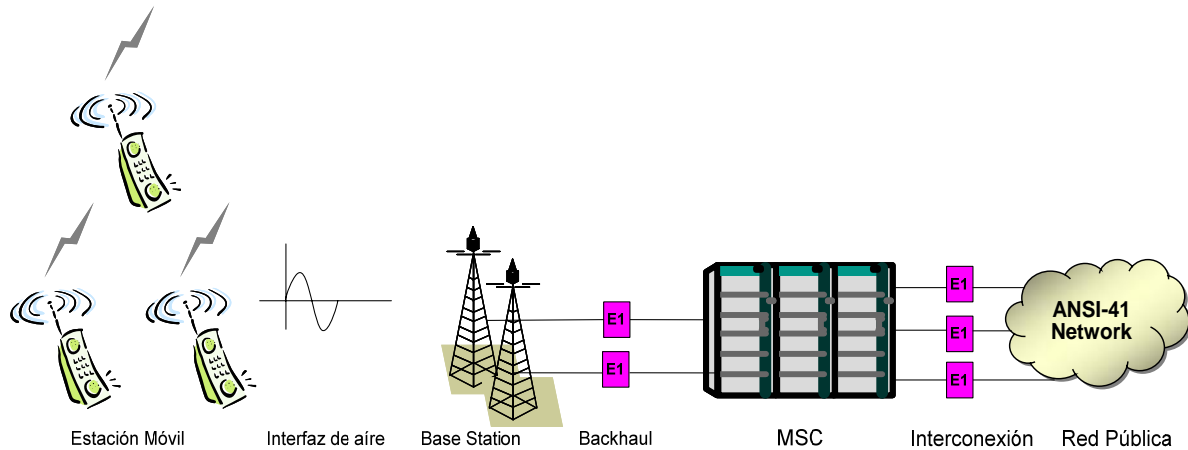 E1
E1
E1
E1
E1
ANSI-41
Network
Estación Móvil
Interfaz de aíre
Base Station
Backhaul
MSC
Interconexión
Red Pública